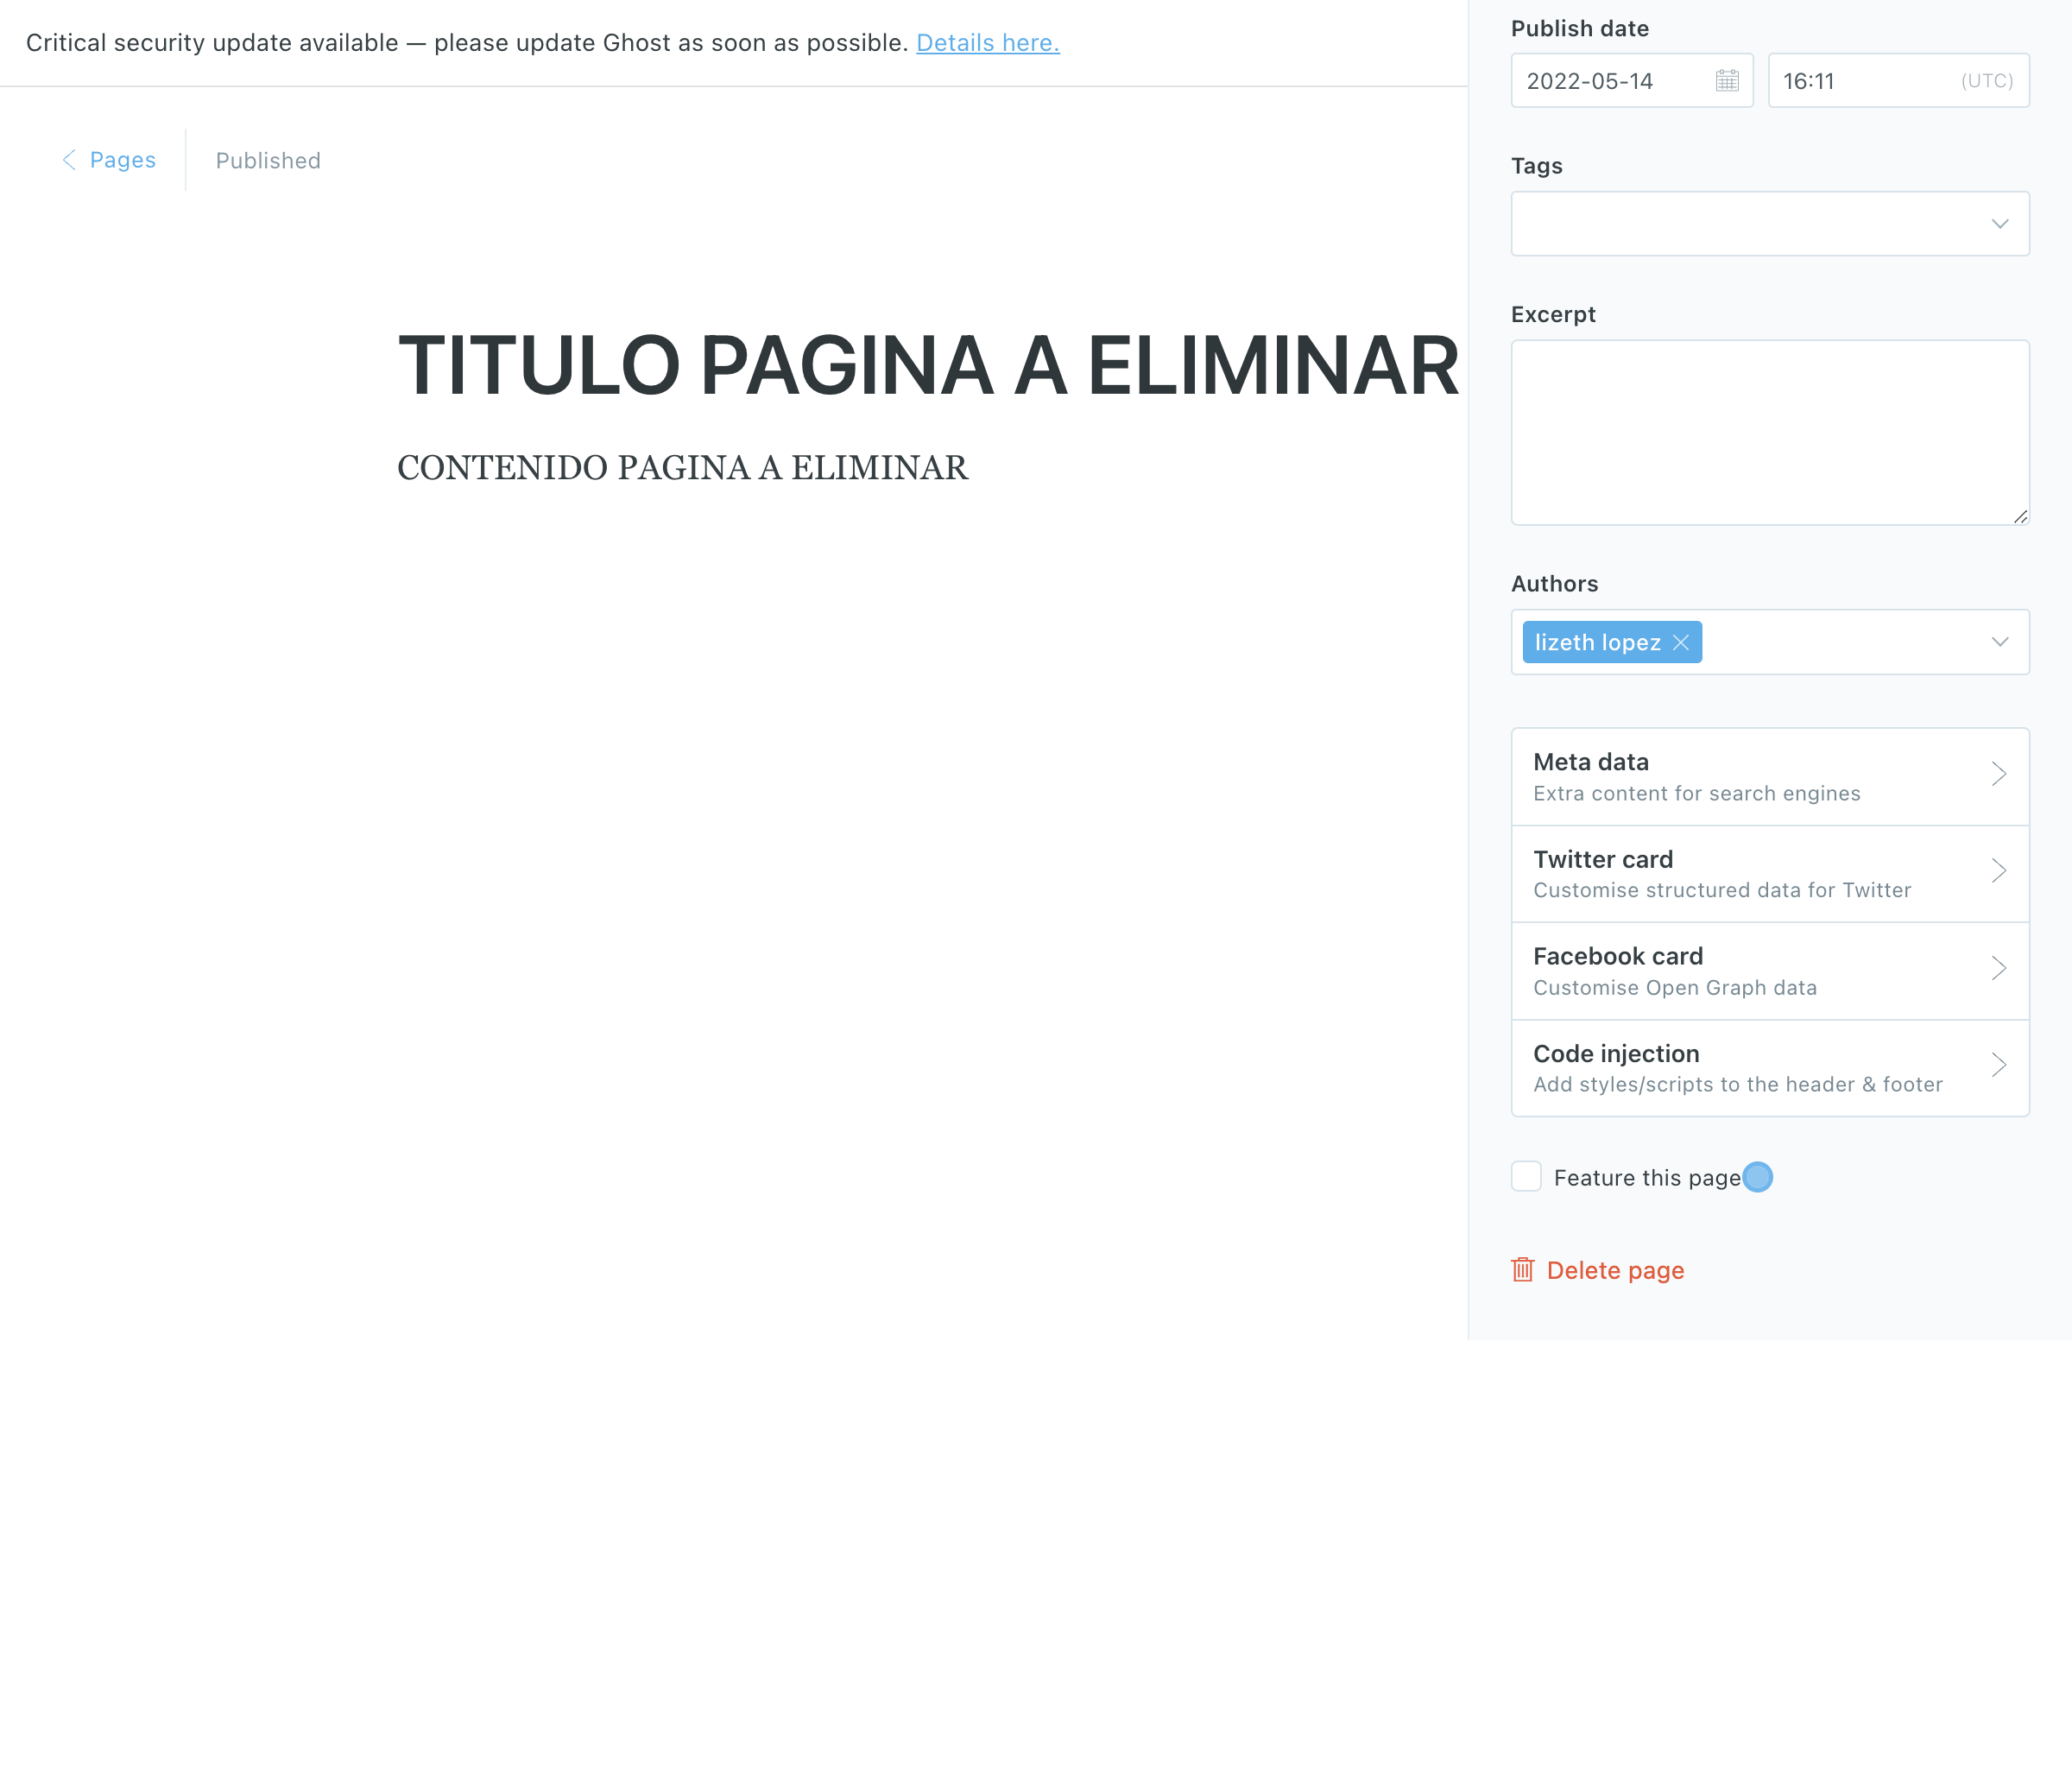 Critical security update available — please update Ghost as soon as possible. Details here.
Pages
Published
TITULO PAGINA A ELIMINAR
CONTENIDO PAGINA A ELIMINAR
Publish date
2022-05-14
16:11 (UTC)
Tags
Excerpt
Authors
lizeth lopez
Meta data
Extra content for search engines
Twitter card
Customise structured data for Twitter
Facebook card
Customise Open Graph data
Code injection
Add styles/scripts to the header & footer
Feature this page
Delete page